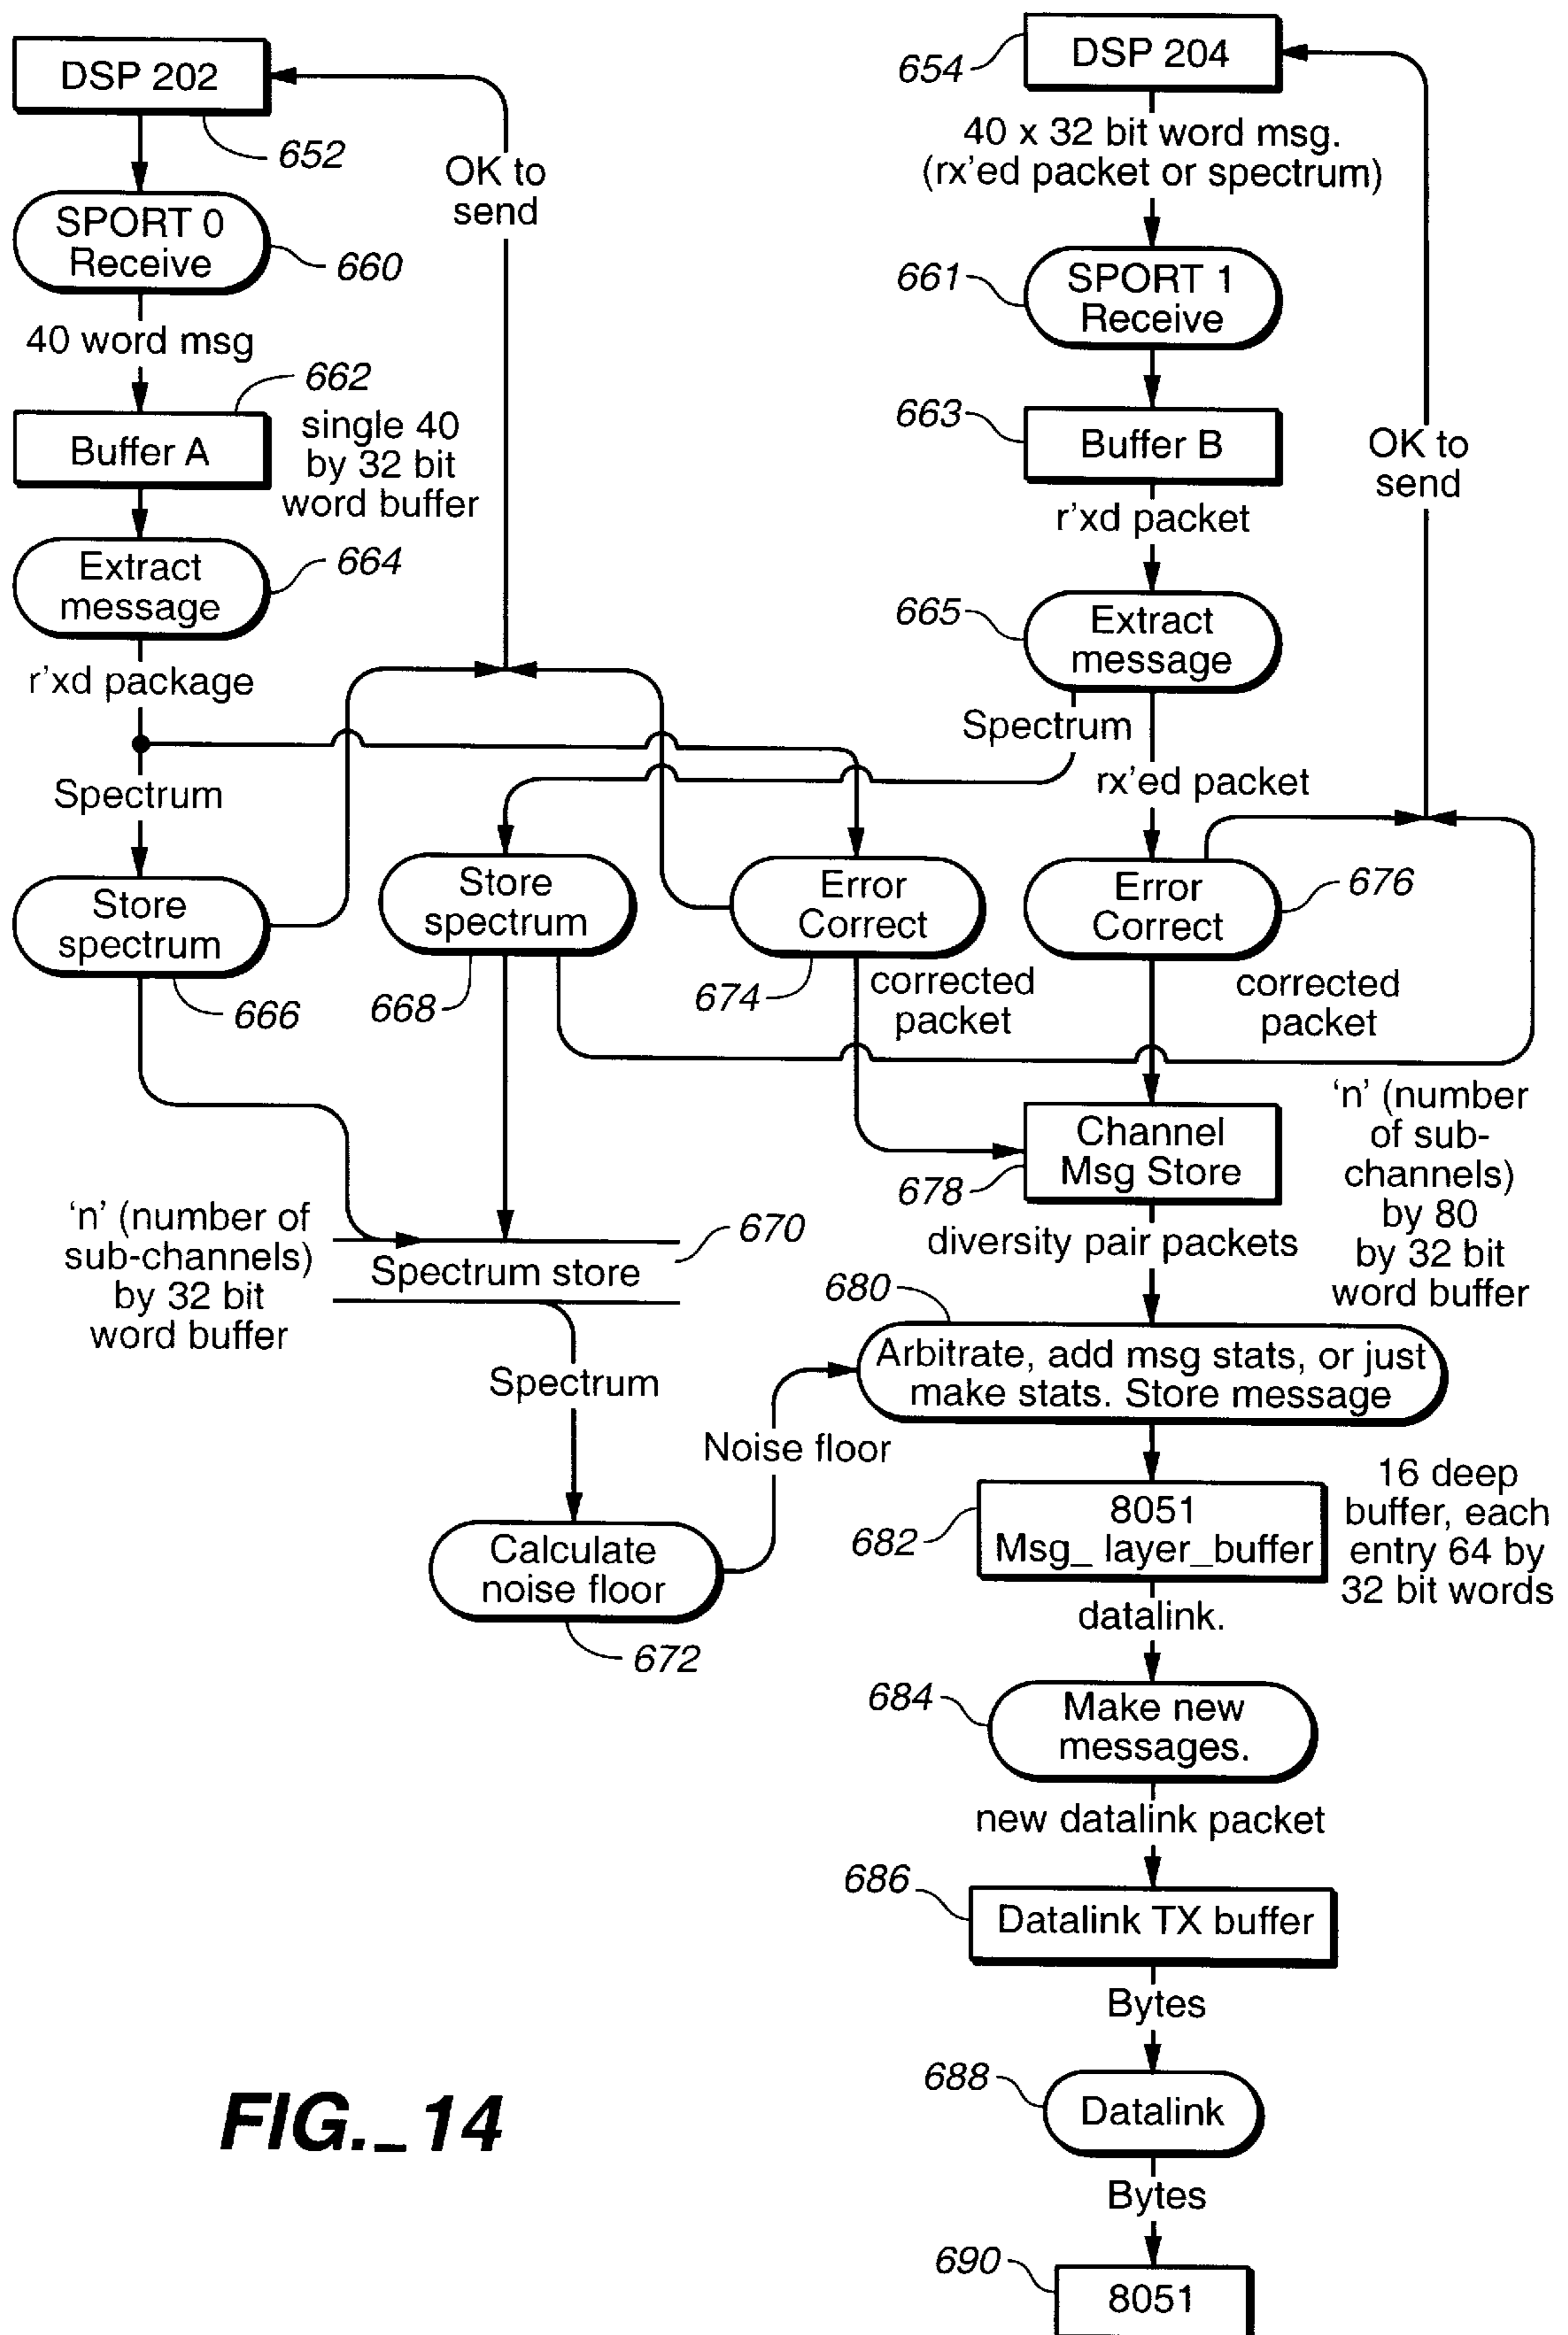 DSP 202
652
SPORT 0
Receive
660
40 word msg
662
Buffer A
single 40
by 32 bit
word buffer
Extract
message
664
r'xd package
Spectrum
Store
spectrum
666
OK to
send
654
DSP 204
40 x 32 bit word msg.
(rx'ed packet or spectrum)
661
SPORT 1
Receive
663
Buffer B
r'xd packet
OK to
send
665
Extract
message
Spectrum
rx'ed packet
Store
spectrum
668
Error
Correct
674
corrected
packet
Error
Correct
676
corrected
packet
Channel
Msg Store
678
'n' (number
of sub-
channels)
by 80
by 32 bit
word buffer
diversity pair packets
'n' (number of
sub-channels)
by 32 bit
word buffer
670
Spectrum store
Spectrum
Calculate
noise floor
672
Noise floor
680
Arbitrate, add msg stats, or just
make stats. Store message
682
8051
Msg_ layer_buffer
16 deep
buffer, each
entry 64 by
32 bit words
datalink.
684
Make new
messages.
new datalink packet
686
Datalink TX buffer
Bytes
688
Datalink
Bytes
690
8051
FIG._14